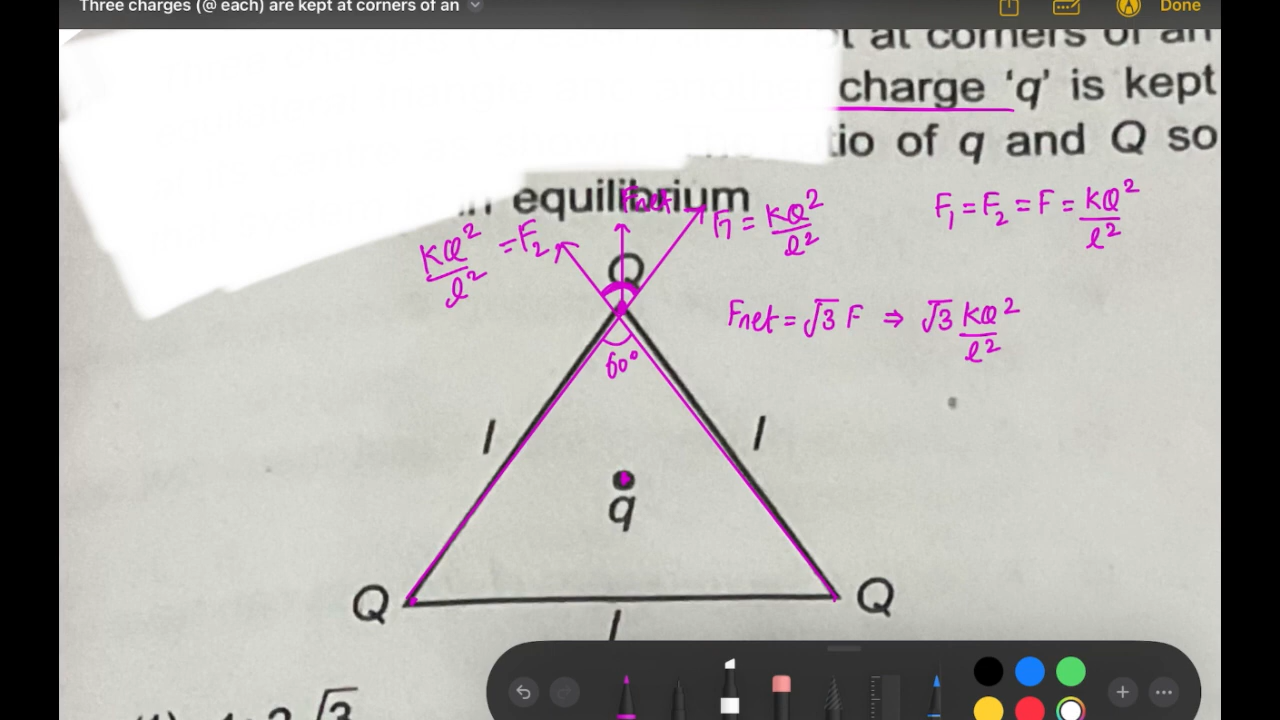 Three charges (@ each) are kept at corners of an
Done
t at corners of an
charge 'q' is kept
tio of q and Q so
equilibrium
Fnet
F₁ = kQ²/l²
kQ²/l² = F₂
F₁ = F₂ = F = kQ²/l²
Q
Fnet = √3 F ⇒ √3 kQ²/l²
60°
l
l
q
Q
Q
l
√3